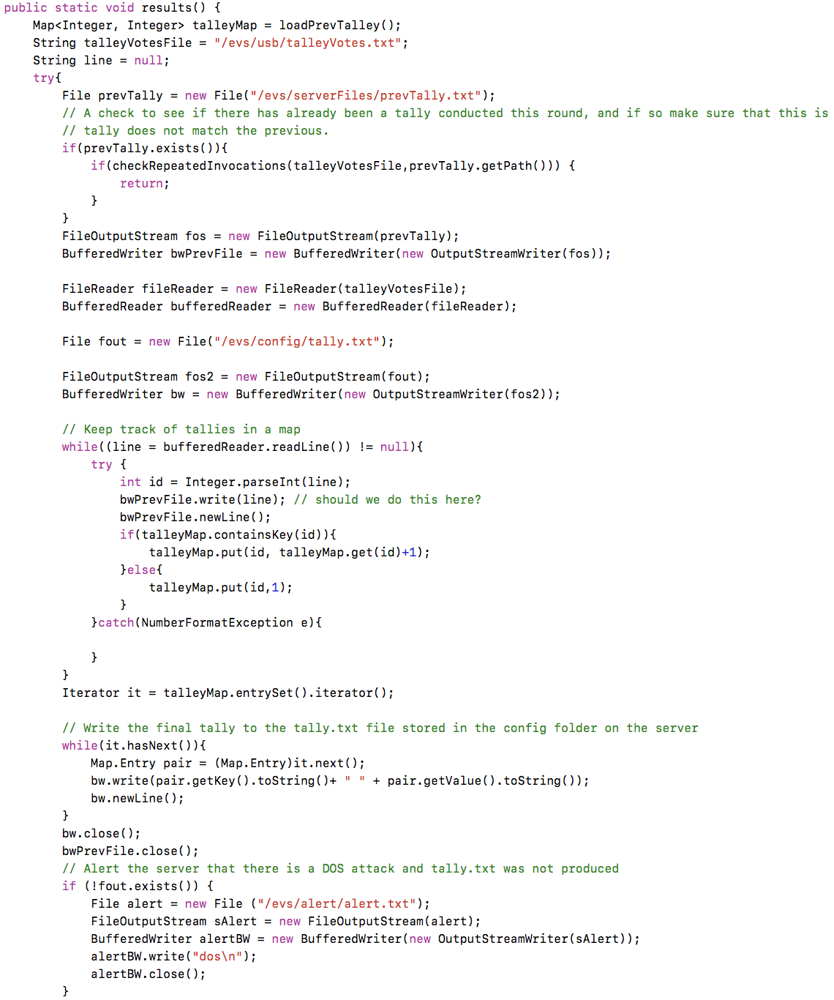 public static void results() {
    Map<Integer, Integer> talleyMap = loadPrevTalley();
    String talleyVotesFile = "/evs/usb/talleyVotes.txt";
    String line = null;
    try{
        File prevTally = new File("/evs/serverFiles/prevTally.txt");
        // A check to see if there has already been a tally conducted this round, and if so make sure that this is
        // tally does not match the previous.
        if(prevTally.exists()){
            if(checkRepeatedInvocations(talleyVotesFile,prevTally.getPath())) {
                return;
            }
        }
        FileOutputStream fos = new FileOutputStream(prevTally);
        BufferedWriter bwPrevFile = new BufferedWriter(new OutputStreamWriter(fos));

        FileReader fileReader = new FileReader(talleyVotesFile);
        BufferedReader bufferedReader = new BufferedReader(fileReader);

        File fout = new File("/evs/config/tally.txt");

        FileOutputStream fos2 = new FileOutputStream(fout);
        BufferedWriter bw = new BufferedWriter(new OutputStreamWriter(fos2));

        // Keep track of tallies in a map
        while((line = bufferedReader.readLine()) != null){
            try {
                int id = Integer.parseInt(line);
                bwPrevFile.write(line); // should we do this here?
                bwPrevFile.newLine();
                if(talleyMap.containsKey(id)){
                    talleyMap.put(id, talleyMap.get(id)+1);
                }else{
                    talleyMap.put(id,1);
                }
            }catch(NumberFormatException e){

            }
        }
        Iterator it = talleyMap.entrySet().iterator();

        // Write the final tally to the tally.txt file stored in the config folder on the server
        while(it.hasNext()){
            Map.Entry pair = (Map.Entry)it.next();
            bw.write(pair.getKey().toString()+ " " + pair.getValue().toString());
            bw.newLine();
        }
        bw.close();
        bwPrevFile.close();
        // Alert the server that there is a DOS attack and tally.txt was not produced
        if (!fout.exists()) {
            File alert = new File ("/evs/alert/alert.txt");
            FileOutputStream sAlert = new FileOutputStream(alert);
            BufferedWriter alertBW = new BufferedWriter(new OutputStreamWriter(sAlert));
            alertBW.write("dos\n");
            alertBW.close();
        }